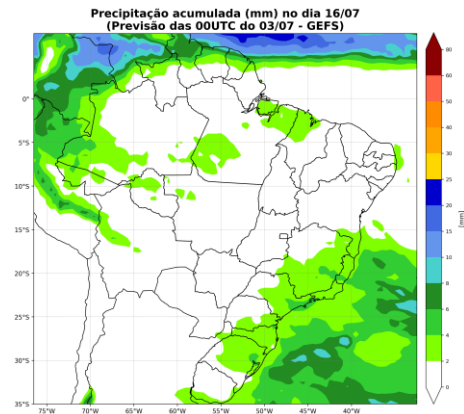 Precipitação acumulada (mm) no dia 16/07
(Previsão das 00UTC do 03/07 - GEFS)
0°
5°S
10°S
15°S
20°S
25°S
30°S
35°S
75°W
70°W
65°W
60°W
55°W
50°W
45°W
40°W
80
60
50
40
30
25
20
15
10
8
6
4
2
0
[mm]